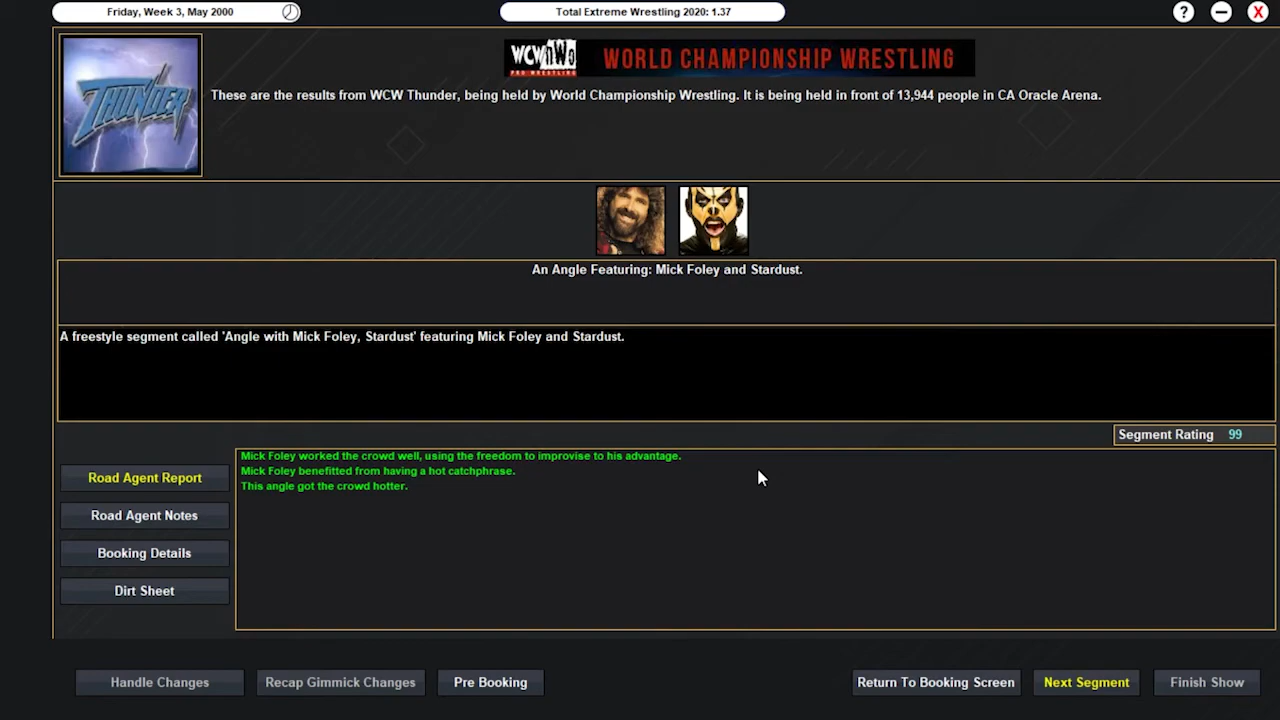 Friday, Week 3, May 2000
Total Extreme Wrestling 2020: 1.37
?
X
THUNDER
WCW nWo
PRO WRESTLING
WORLD CHAMPIONSHIP WRESTLING
These are the results from WCW Thunder, being held by World Championship Wrestling. It is being held in front of 13,944 people in CA Oracle Arena.
An Angle Featuring: Mick Foley and Stardust.
A freestyle segment called 'Angle with Mick Foley, Stardust' featuring Mick Foley and Stardust.
Segment Rating 99
Road Agent Report
Road Agent Notes
Booking Details
Dirt Sheet
Mick Foley worked the crowd well, using the freedom to improvise to his advantage.
Mick Foley benefitted from having a hot catchphrase.
This angle got the crowd hotter.
Handle Changes
Recap Gimmick Changes
Pre Booking
Return To Booking Screen
Next Segment
Finish Show